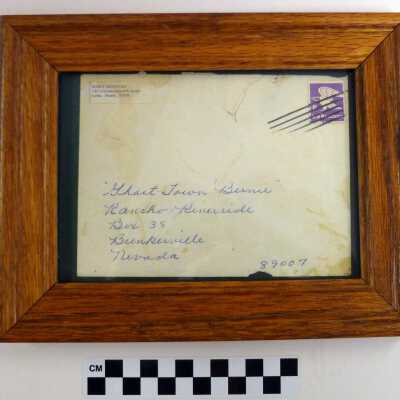 "Ghost Town" Bernie
Rancho Riverside
Box 35
Bunkerville
Nevada
89007
CM